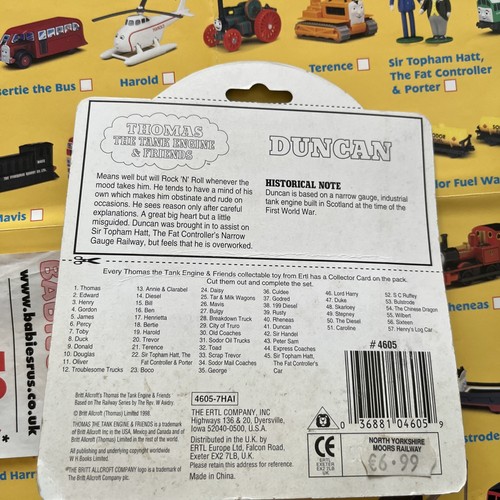 Bertie the Bus
Harold
Terence
Sir Topham Hatt,
The Fat Controller
& Porter
Mavis
www.babiesrus.co.uk
THOMAS
THE TANK ENGINE
& FRIENDS
Means well but will Rock 'N' Roll whenever the
mood takes him. He tends to have a mind of his
own which makes him obstinate and rude on
occasions. He sees reason only after careful
explanations. A great big heart but a little
misguided. Duncan was brought in to assist on
Sir Topham Hatt, The Fat Controller's Narrow
Gauge Railway, but feels that he is overworked.
DUNCAN
HISTORICAL NOTE
Duncan is based on a narrow gauge, industrial
tank engine built in Scotland at the time of the
First World War.
Every Thomas the Tank Engine & Friends collectable toy from Ertl has a Collector Card on the pack.
Cut them out and complete the set.
1. Thomas
2. Edward
3. Henry
4. Gordon
5. James
6. Percy
7. Toby
8. Duck
9. Donald
10. Douglas
11. Oliver
12. Troublesome Trucks
13. Annie & Clarabel
14. Diesel
15. Bill
16. Ben
17. Henrietta
18. Bertie
19. Harold
20. Trevor
21. Terence
22. Sir Topham Hatt, The
Fat Controller & Porter
23. Boco
24. Daisy
25. Tar & Milk Wagons
26. Mavis
27. Bulgy
28. Breakdown Truck
29. City of Truro
30. Old Coaches
31. Sodor Oil Trucks
32. Toad
33. Scrap Trevor
34. Sodor Mail Coaches
35. George
36. Culdee
37. Godred
38. 199 Diesel
39. Rusty
40. Rheneas
41. Duncan
42. Sir Handel
43. Peter Sam
44. Express Coaches
45. Sir Topham Hatt,
The Fat Controller's
Car
46. Lord Harry
47. Duke
48. Skarloey
49. Stepney
50. The Diesel
51. Caroline
52. S C Ruffey
53. Bulstrode
54. The Chinese Dragon
55. Wilbert
56. Sixteen
57. Henry's Log Car
# 4605
0 36881 04605 9
Britt Allcroft's Thomas the Tank Engine & Friends
Based on The Railway Series by The Rev. W Awdry.
© Britt Allcroft (Thomas) Limited 1998.
THOMAS THE TANK ENGINE & FRIENDS is a trademark of
Britt Allcroft Inc in the USA, Mexico and Canada and of
Britt Allcroft (Thomas) Limited in the rest of the world.
All publishing and underlying copyright worldwide
W H Books Limited.
THE BRITT ALLCROFT COMPANY logo is a trademark of
The Britt Allcroft Company plc.
4605-7HAI
THE ERTL COMPANY, INC
Highways 136 & 20, Dyersville,
Iowa 52040-0500, U.S.A.
Distributed in the U.K. by
ERTL Europe Ltd, Falcon Road,
Exeter EX2 7LB, U.K.
Please retain this address for reference.
Made in China.
CE
ERTL
EXETER
EX2 7LB
NORTH YORKSHIRE
MOORS RAILWAY
£6.99